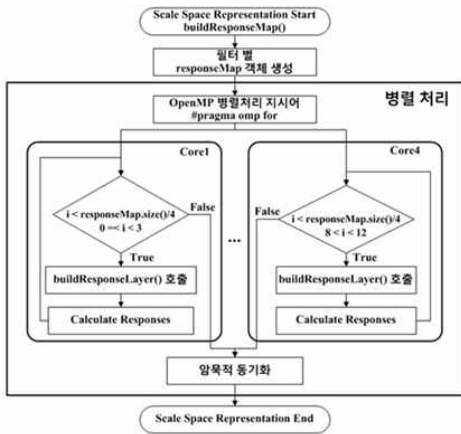 Scale Space Representation Start
buildResponseMap()
필터 별
responseMap 객체 생성
병렬 처리
OpenMP 병렬처리 지시어
#pragma omp for
Core1
i < responseMap.size()/4
0 =< i < 3
False
True
buildResponseLayer() 호출
Calculate Responses
...
Core4
False
i < responseMap.size()/4
8 < i < 12
True
buildResponseLayer() 호출
Calculate Responses
암묵적 동기화
Scale Space Representation End